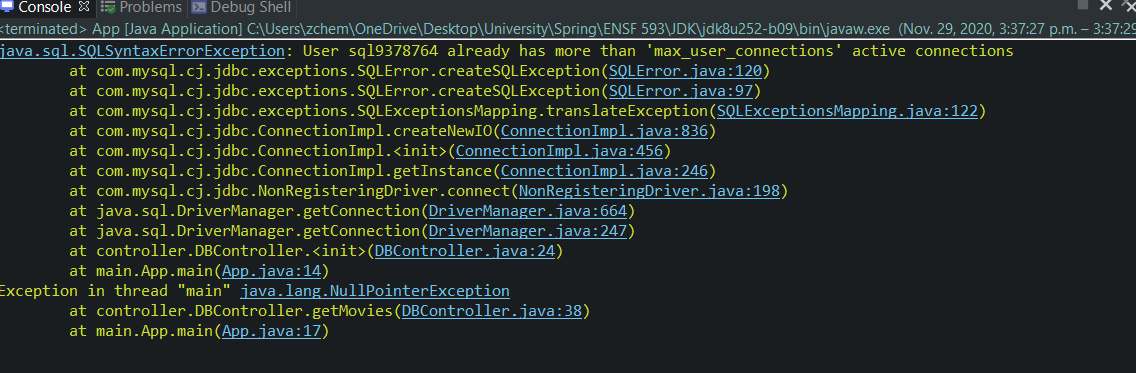 Console Problems Debug Shell
<terminated> App [Java Application] C:\Users\zchem\OneDrive\Desktop\University\Spring\ENSF 593\JDK\jdk8u252-b09\bin\javaw.exe (Nov. 29, 2020, 3:37:27 p.m. – 3:37:29
java.sql.SQLSyntaxErrorException: User sql9378764 already has more than 'max_user_connections' active connections
at com.mysql.cj.jdbc.exceptions.SQLError.createSQLException(SQLError.java:120)
at com.mysql.cj.jdbc.exceptions.SQLError.createSQLException(SQLError.java:97)
at com.mysql.cj.jdbc.exceptions.SQLExceptionsMapping.translateException(SQLExceptionsMapping.java:122)
at com.mysql.cj.jdbc.ConnectionImpl.createNewIO(ConnectionImpl.java:836)
at com.mysql.cj.jdbc.ConnectionImpl.<init>(ConnectionImpl.java:456)
at com.mysql.cj.jdbc.ConnectionImpl.getInstance(ConnectionImpl.java:246)
at com.mysql.cj.jdbc.NonRegisteringDriver.connect(NonRegisteringDriver.java:198)
at java.sql.DriverManager.getConnection(DriverManager.java:664)
at java.sql.DriverManager.getConnection(DriverManager.java:247)
at controller.DBController.<init>(DBController.java:24)
at main.App.main(App.java:14)
Exception in thread "main" java.lang.NullPointerException
at controller.DBController.getMovies(DBController.java:38)
at main.App.main(App.java:17)